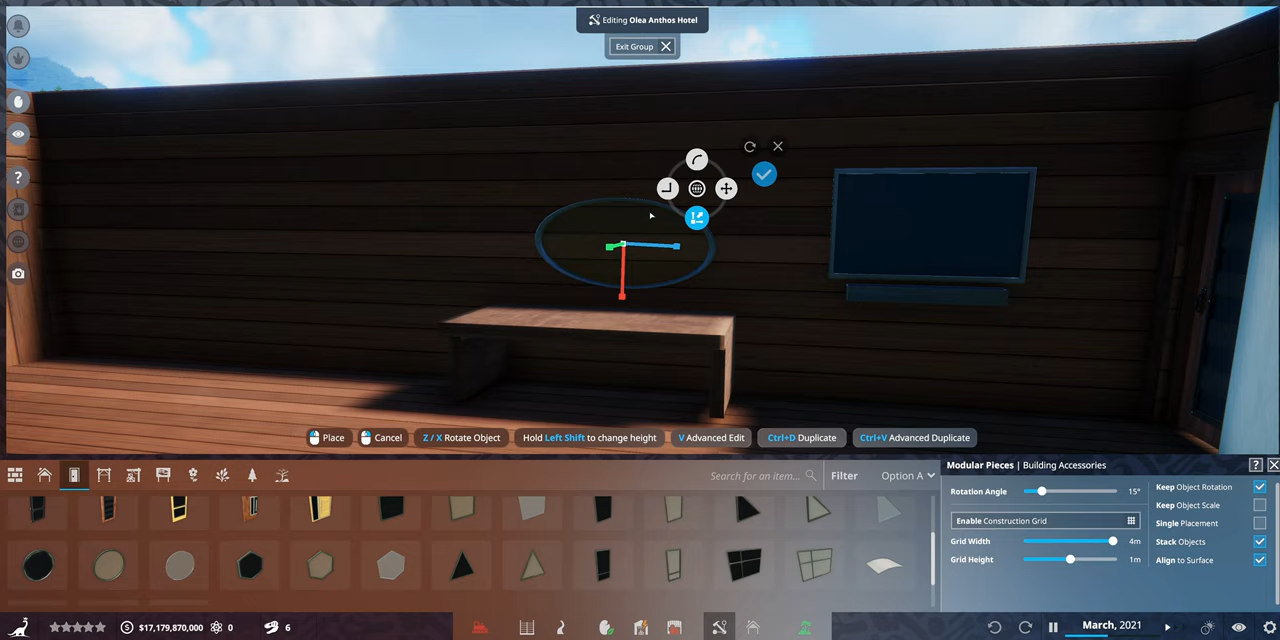 Editing Olea Anthos Hotel
Exit Group
?
Place
Cancel
Z / X Rotate Object
Hold Left Shift to change height
V Advanced Edit
Ctrl+D Duplicate
Ctrl+V Advanced Duplicate
Search for an item...
Filter
Option A
Modular Pieces | Building Accessories
?
Rotation Angle
15°
Enable Construction Grid
Grid Width
4m
Grid Height
1m
Keep Object Rotation
Keep Object Scale
Single Placement
Stack Objects
Align to Surface
$17,179,870,000
0
6
March, 2021